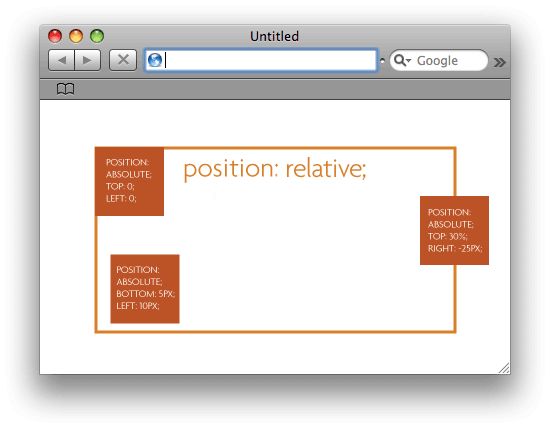 Untitled
Google
position: relative;
POSITION:
ABSOLUTE;
TOP: 0;
LEFT: 0;
POSITION:
ABSOLUTE;
TOP: 30%;
RIGHT: -25PX;
POSITION:
ABSOLUTE;
BOTTOM: 5PX;
LEFT: 10PX;